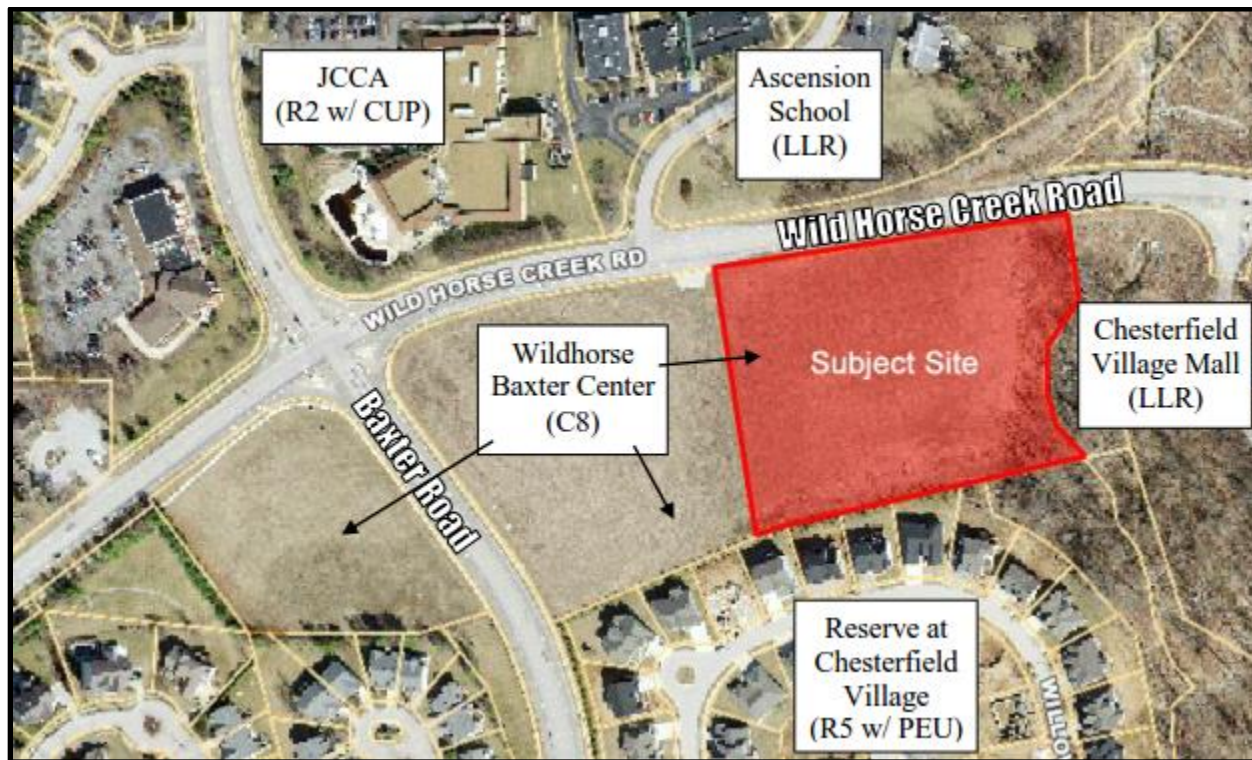 JCCA
(R2 w/ CUP)
Ascension
School
(LLR)
Wild Horse Creek Road
WILD HORSE CREEK RD
Wildhorse
Baxter Center
(C8)
Subject Site
Chesterfield
Village Mall
(LLR)
Baxter Road
Reserve at
Chesterfield
Village
(R5 w/ PEU)
WILLO